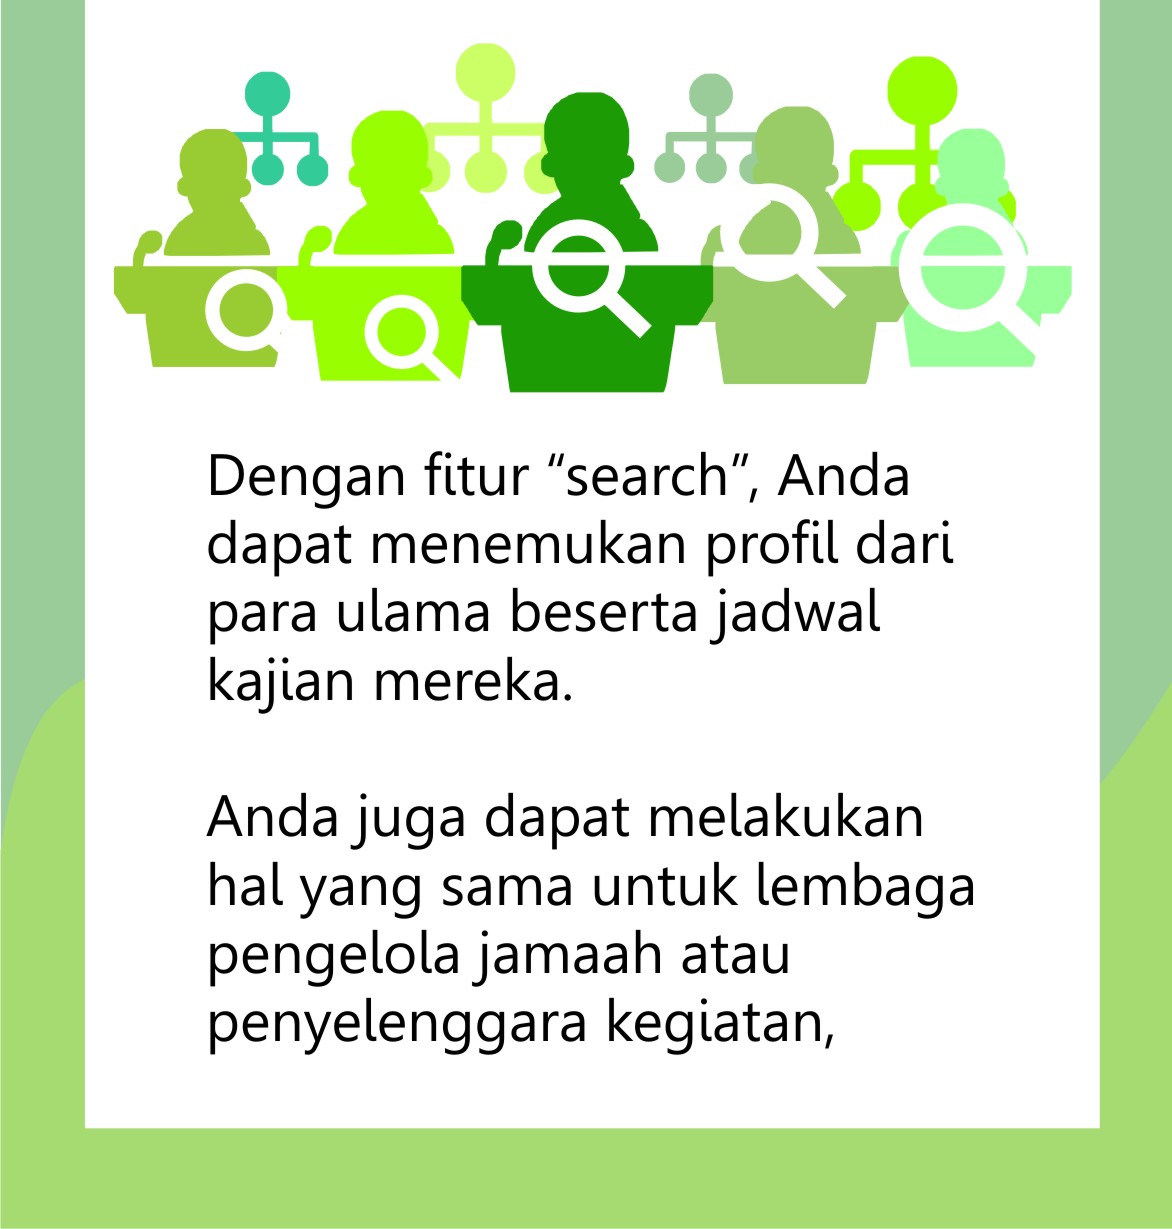 Dengan fitur “search”, Anda
dapat menemukan profil dari
para ulama beserta jadwal
kajian mereka.
Anda juga dapat melakukan
hal yang sama untuk lembaga
pengelola jamaah atau
penyelenggara kegiatan,